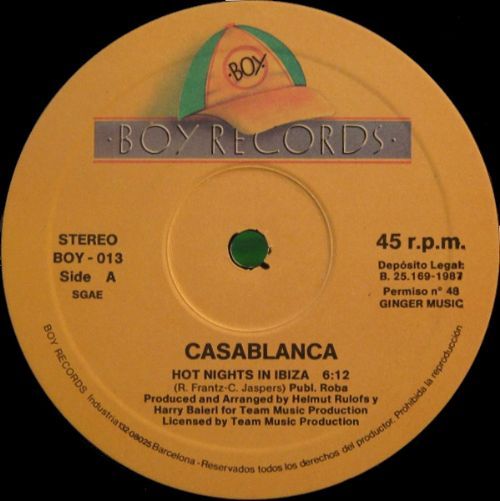 BOY
·BOY RECORDS·
STEREO
BOY - 013
Side A
SGAE
45 r.p.m.
Depósito Legal:
B. 25.169-1987
Permiso n° 48
GINGER MUSIC
CASABLANCA
HOT NIGHTS IN IBIZA 6:12
(R. Frantz-C. Jaspers) Publ. Roba
Produced and Arranged by Helmut Rulofs y
Harry Baierl for Team Music Production
Licensed by Team Music Production
BOY RECORDS. Industria 132-08025 Barcelona - Reservados todos los derechos del productor. Prohibida la reproducción